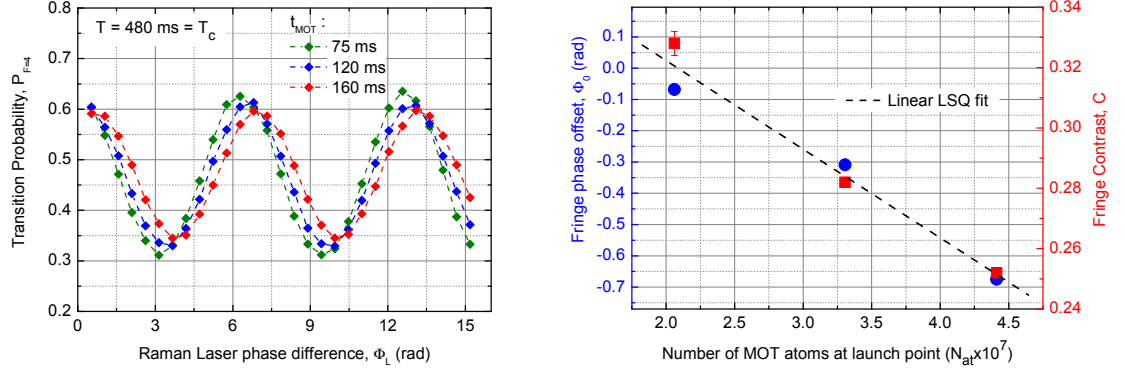 T = 480 ms = T_c
t_MOT :
75 ms
120 ms
160 ms
Transition Probability, P_F=4
0.8
0.7
0.6
0.5
0.4
0.3
0.2
0 3 6 9 12 15
Raman Laser phase difference, Φ_L (rad)
Fringe phase offset, Φ_0 (rad)
0.1
0.0
-0.1
-0.2
-0.3
-0.4
-0.5
-0.6
-0.7
Linear LSQ fit
0.34
0.32
0.30
0.28
0.26
0.24
Fringe Contrast, C
2.0 2.5 3.0 3.5 4.0 4.5
Number of MOT atoms at launch point (N_at x10^7)